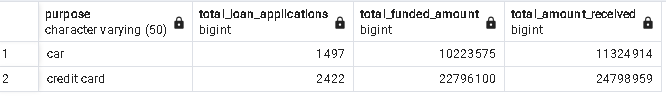 purpose total_loan_applications total_funded_amount total_amount_received
character varying (50) bigint bigint bigint
1 car 1497 10223575 11324914
2 credit card 2422 22796100 24798959